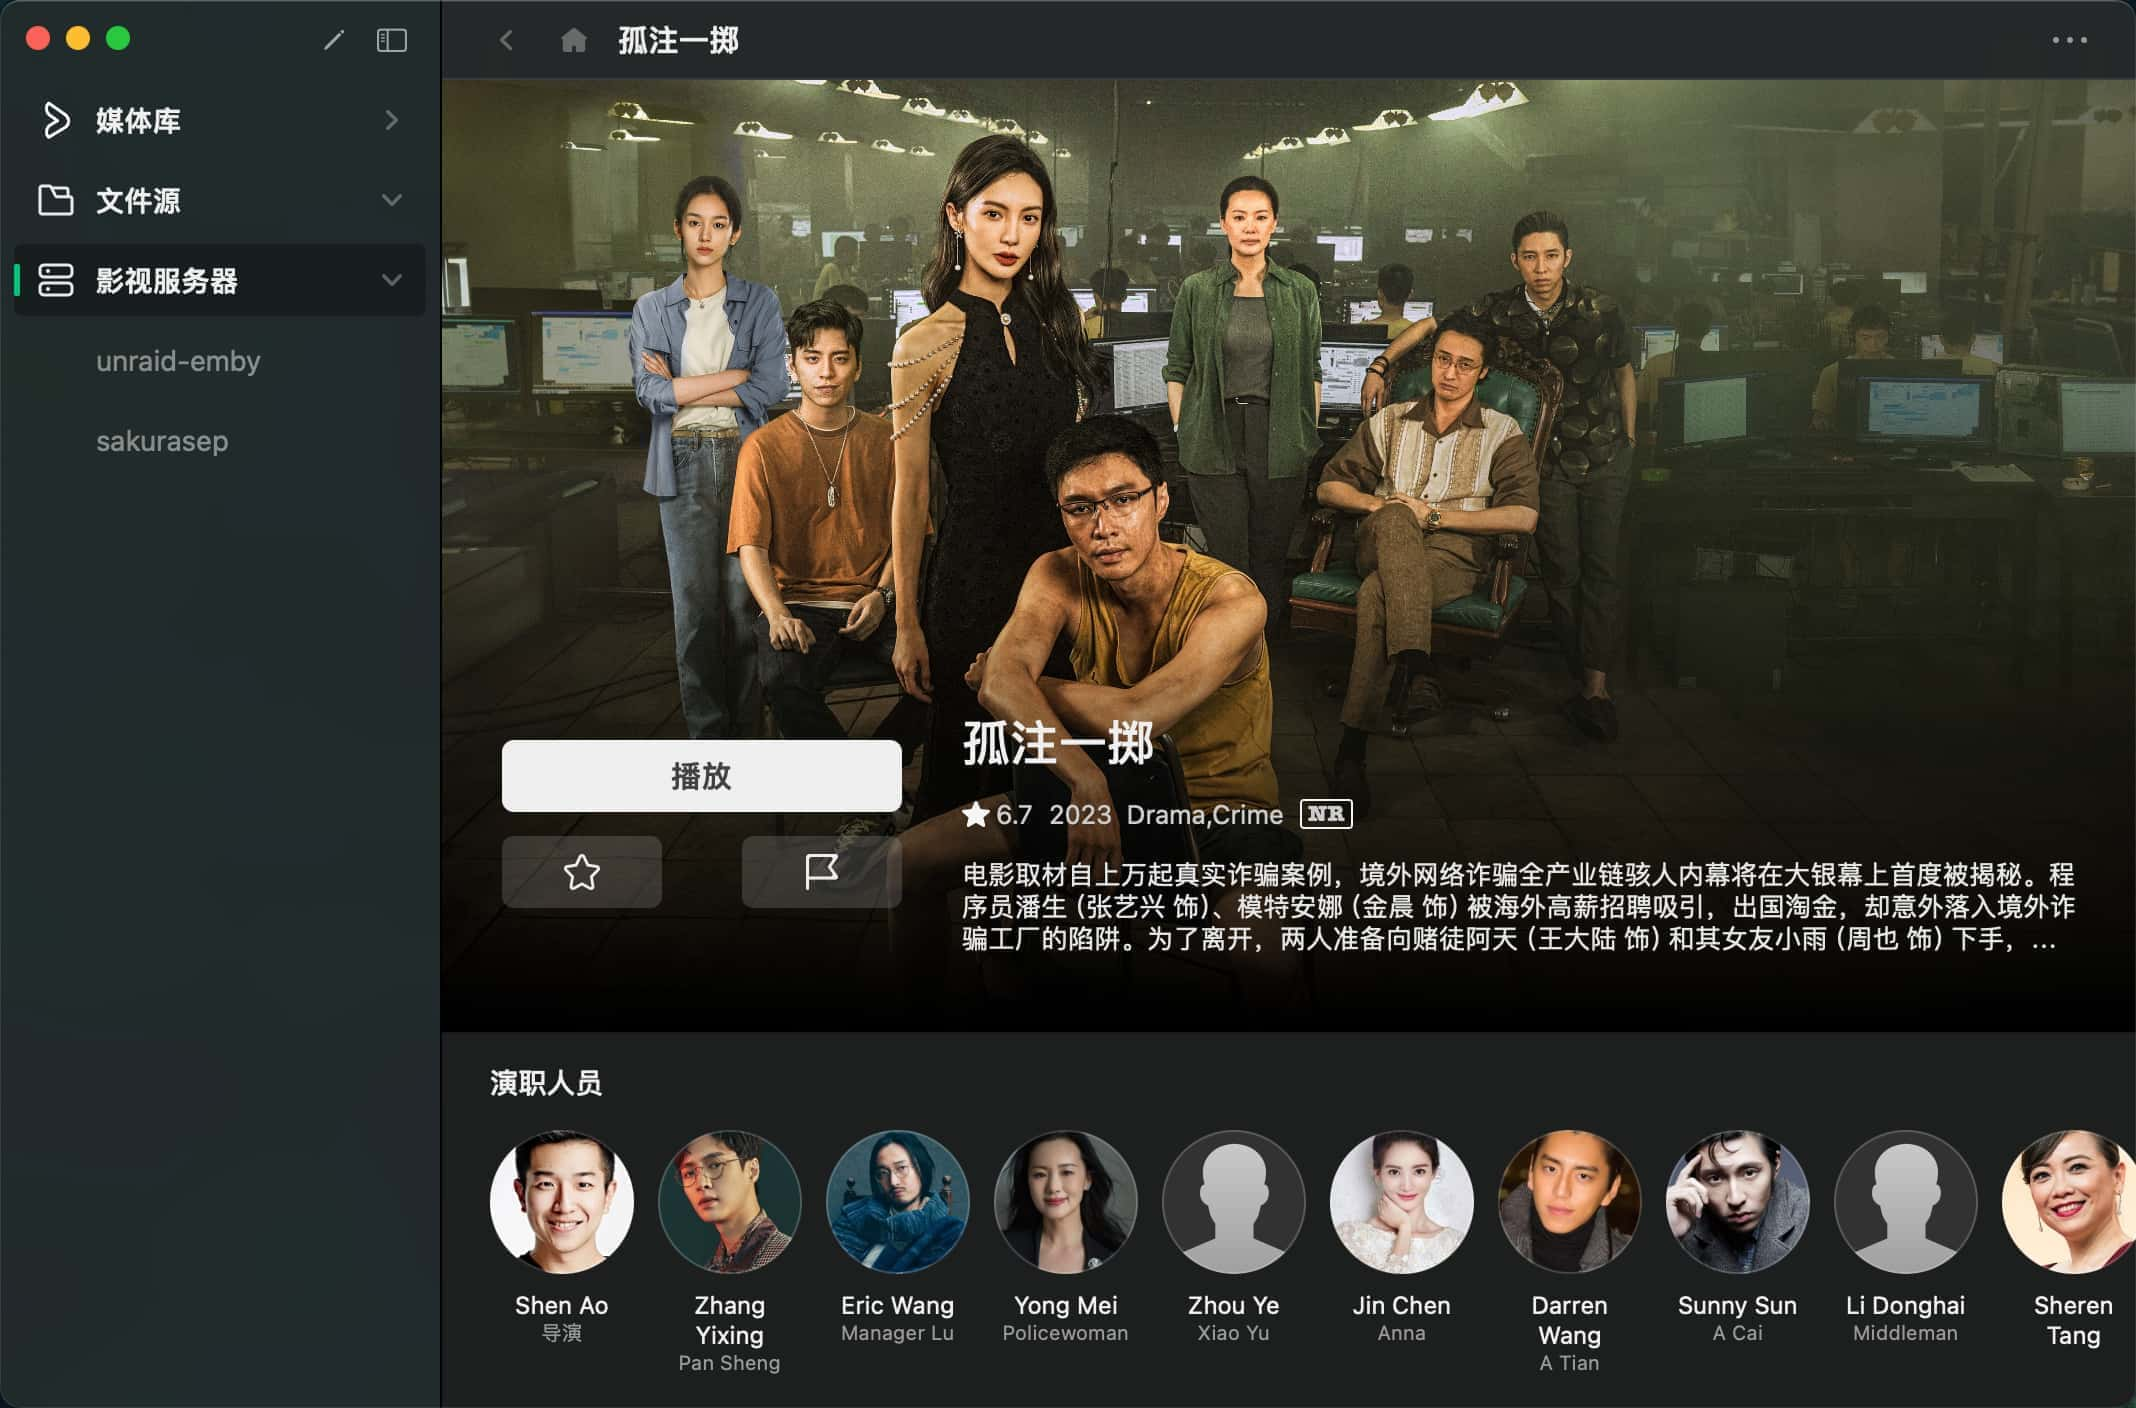 孤注一掷
媒体库
文件源
影视服务器
unraid-emby
sakurasep
播放
孤注一掷
6.7 2023 Drama,Crime NR
电影取材自上万起真实诈骗案例，境外网络诈骗全产业链骇人内幕将在大银幕上首度被揭秘。程
序员潘生（张艺兴 饰）、模特安娜（金晨 饰）被海外高薪招聘吸引，出国淘金，却意外落入境外诈
骗工厂的陷阱。为了离开，两人准备向赌徒阿天（王大陆 饰）和其女友小雨（周也 饰）下手，...
演职人员
Shen Ao
导演
Zhang
Yixing
Pan Sheng
Eric Wang
Manager Lu
Yong Mei
Policewoman
Zhou Ye
Xiao Yu
Jin Chen
Anna
Darren
Wang
A Tian
Sunny Sun
A Cai
Li Donghai
Middleman
Sheren
Tang